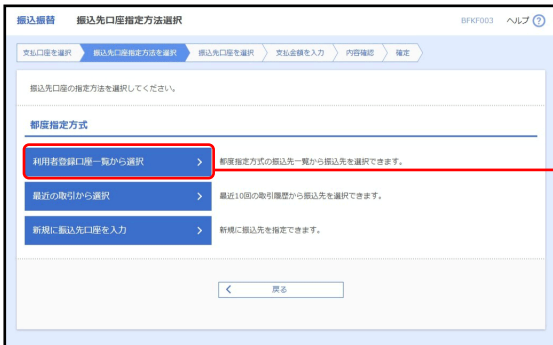 振込振替 振込先口座指定方法選択 BFKF003 ヘルプ ?
支払口座を選択 振込先口座指定方法を選択 振込先口座を選択 支払金額を入力 内容確認 確定
振込先口座の指定方法を選択してください。
都度指定方式
利用者登録口座一覧から選択 都度指定方式の振込先一覧から振込先を選択できます。
最近の取引から選択 最近10回の取引履歴から振込先を選択できます。
新規に振込先口座を入力 新規に振込先を指定できます。
戻る